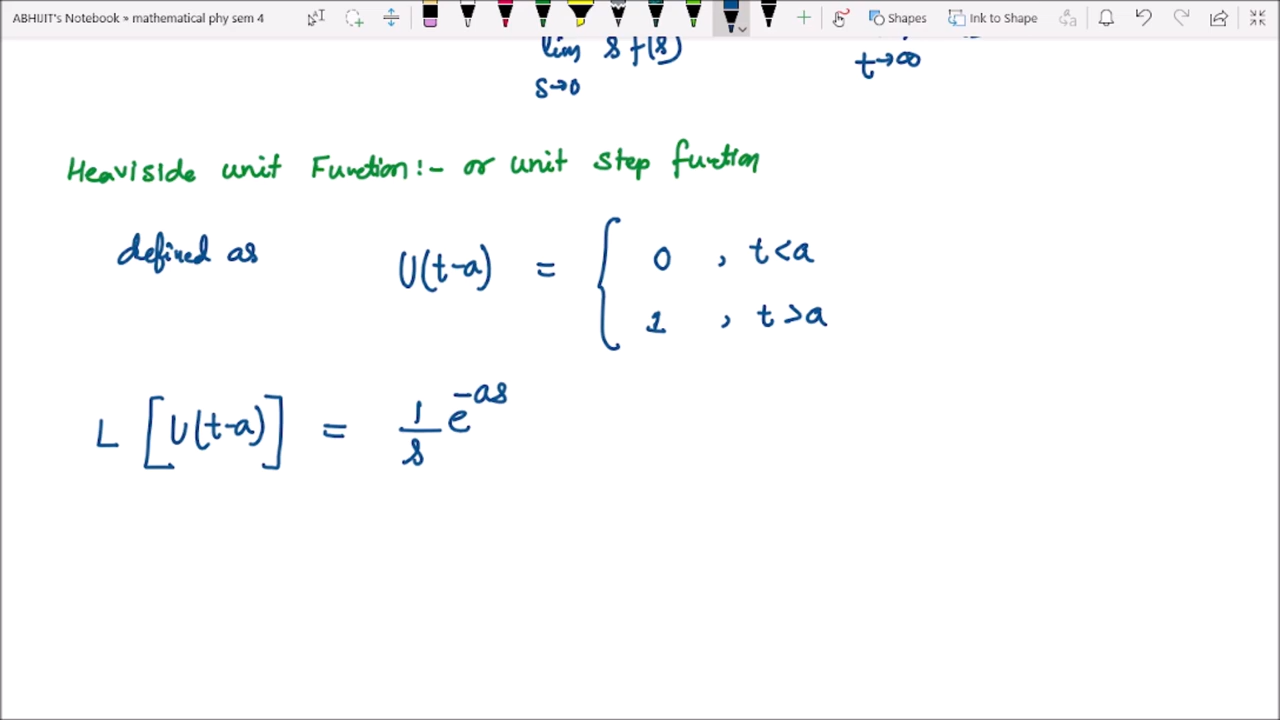 ABHIJIT's Notebook » mathematical phy sem 4
Shapes
Ink to Shape
lim s f(s)
s→0
t→∞
Heaviside unit Function:- or unit step function
defined as U(t-a) = { 0 , t<a
1 , t>a
L [U(t-a)] = 1/s e^-as